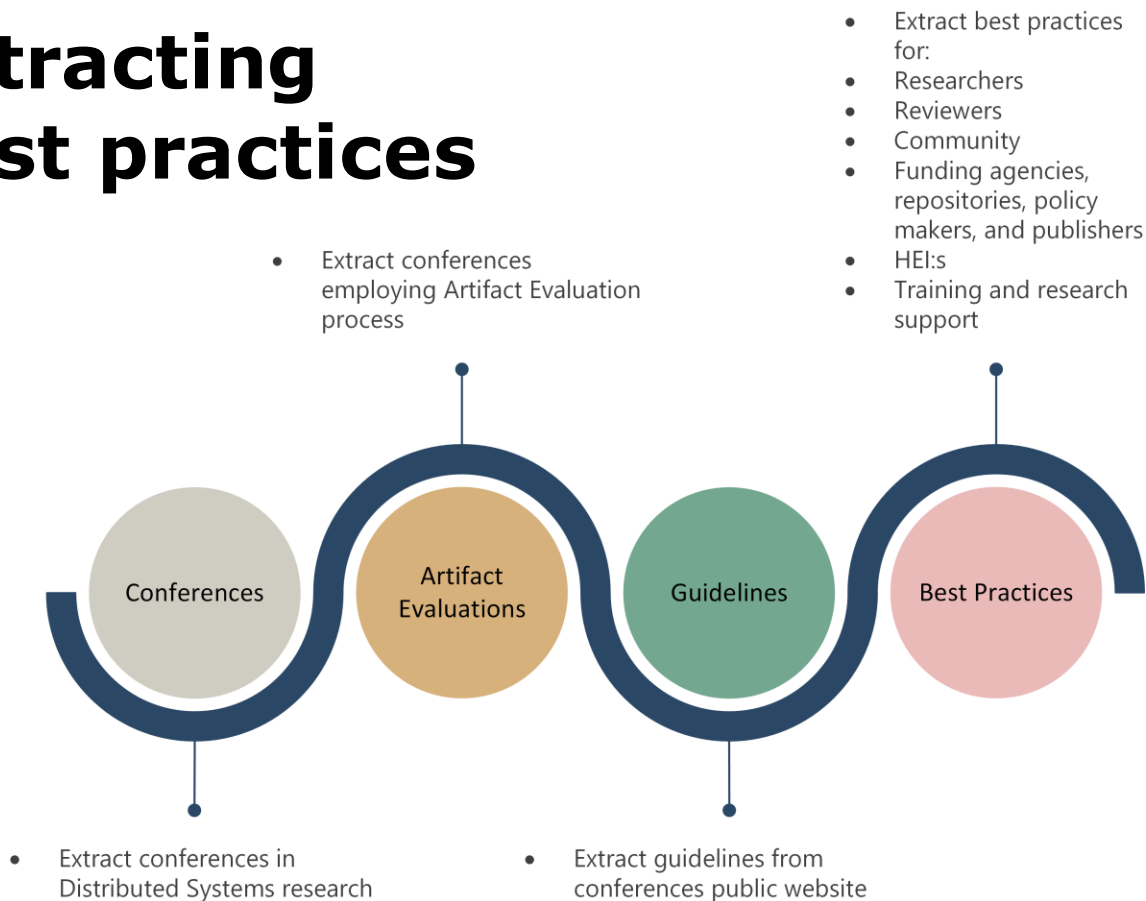 tracting
st practices
• Extract best practices
for:
• Researchers
• Reviewers
• Community
• Funding agencies,
repositories, policy
makers, and publishers
• HEI:s
• Training and research
support
• Extract conferences
employing Artifact Evaluation
process
Conferences
Artifact
Evaluations
Guidelines
Best Practices
• Extract conferences in
Distributed Systems research
• Extract guidelines from
conferences public website